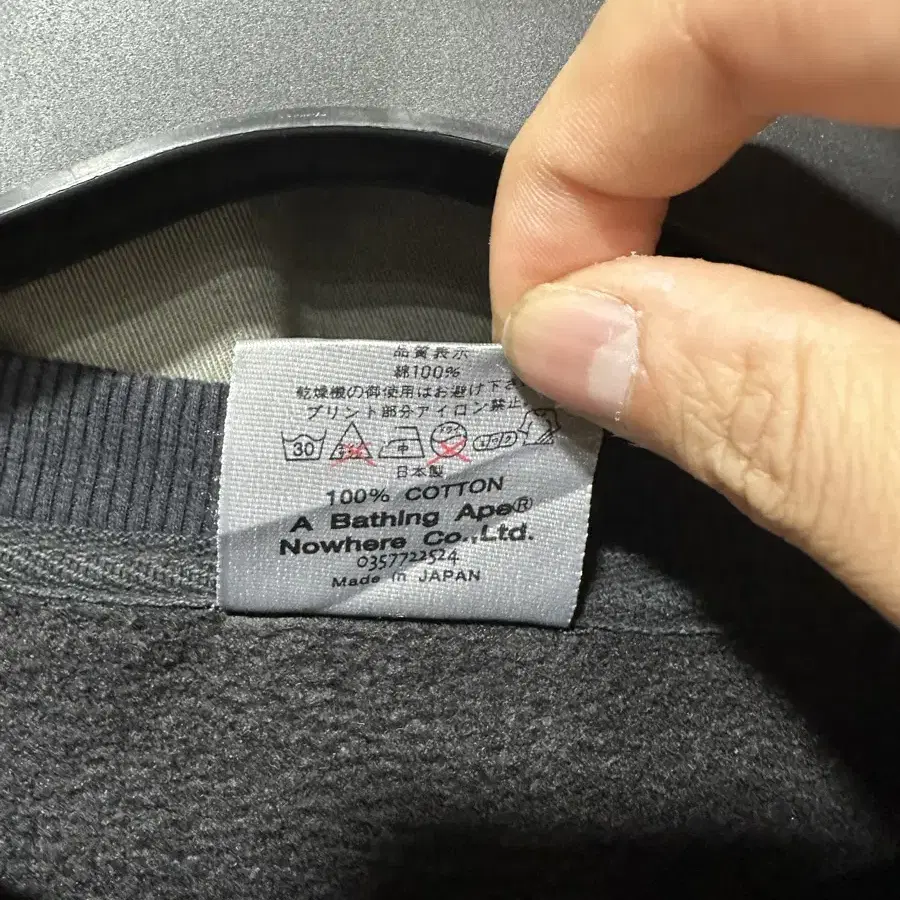 品質表示
綿100%
乾燥機の御使用はお避け下さ
プリント部分アイロン禁止
30 中
日本製
100% COTTON
A Bathing Ape®
Nowhere Co.,Ltd.
0357722524
Made in JAPAN